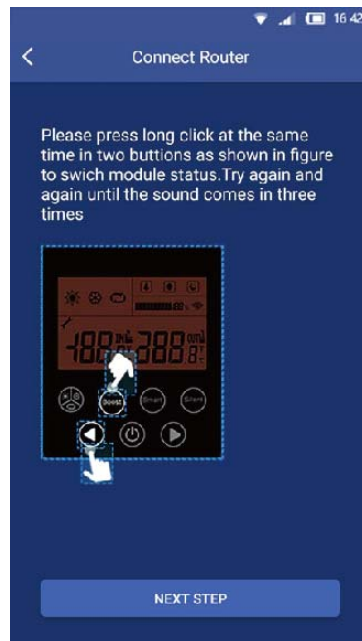 16 42
Connect Router
Please press long click at the same
time in two buttions as shown in figure
to swich module status.Try again and
again until the sound comes in three
times
Boost
Smart
Silent
NEXT STEP